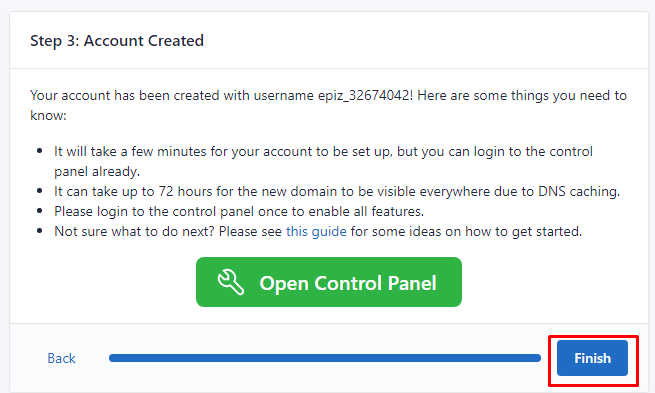 Step 3: Account Created
Your account has been created with username epiz_32674042! Here are some things you need to
know:
• It will take a few minutes for your account to be set up, but you can login to the control
panel already.
• It can take up to 72 hours for the new domain to be visible everywhere due to DNS caching.
• Please login to the control panel once to enable all features.
• Not sure what to do next? Please see this guide for some ideas on how to get started.
Open Control Panel
Back
Finish